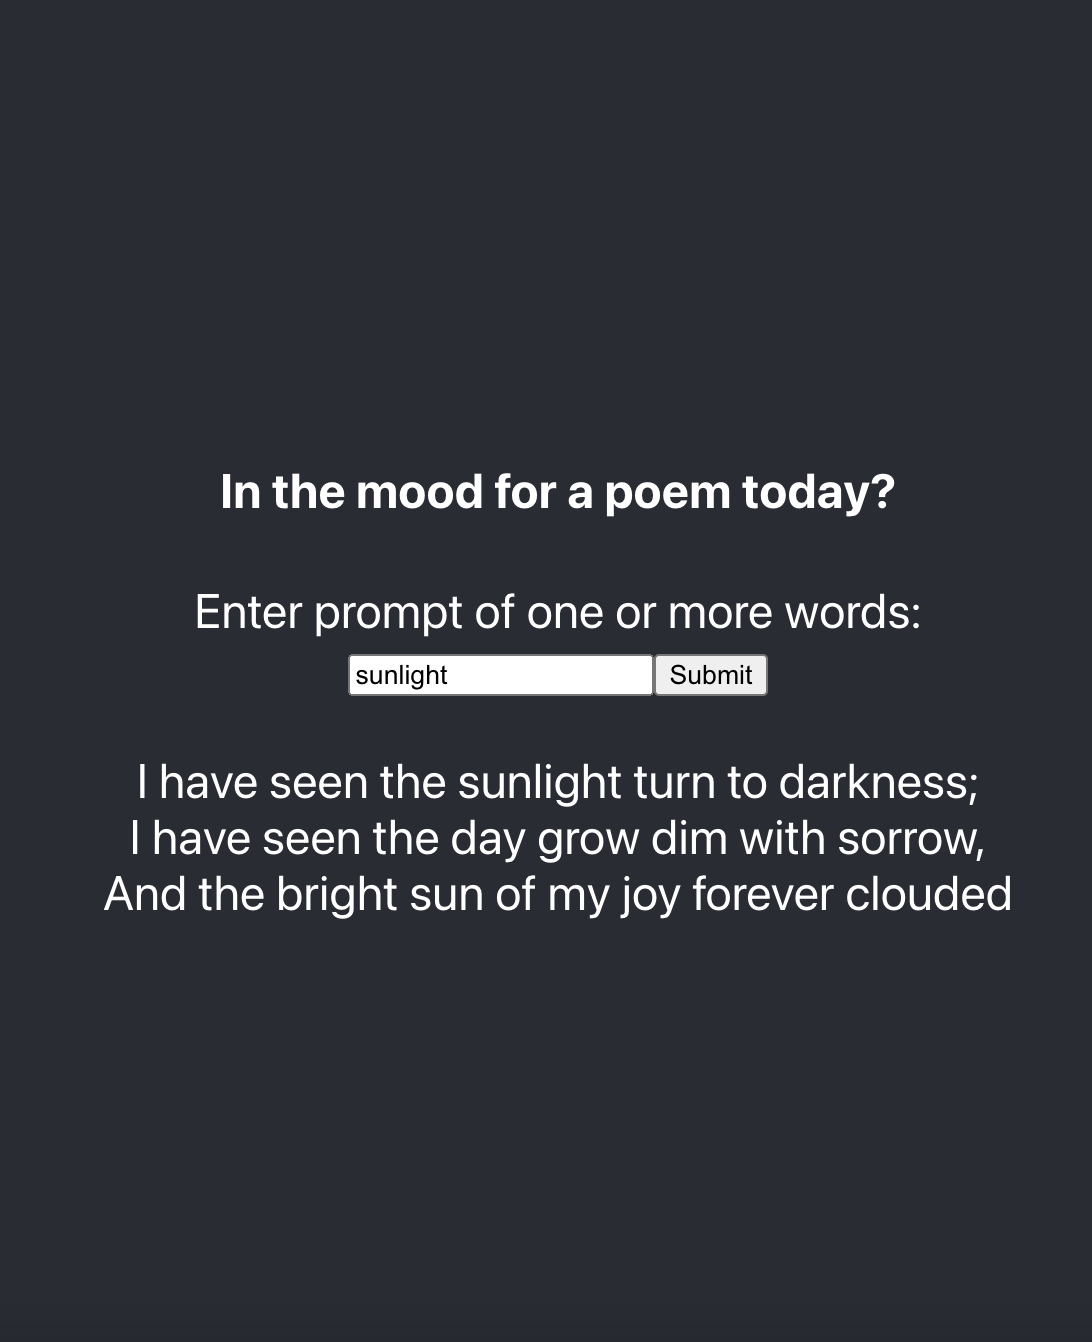 In the mood for a poem today?
Enter prompt of one or more words:
sunlight Submit
I have seen the sunlight turn to darkness;
I have seen the day grow dim with sorrow,
And the bright sun of my joy forever clouded